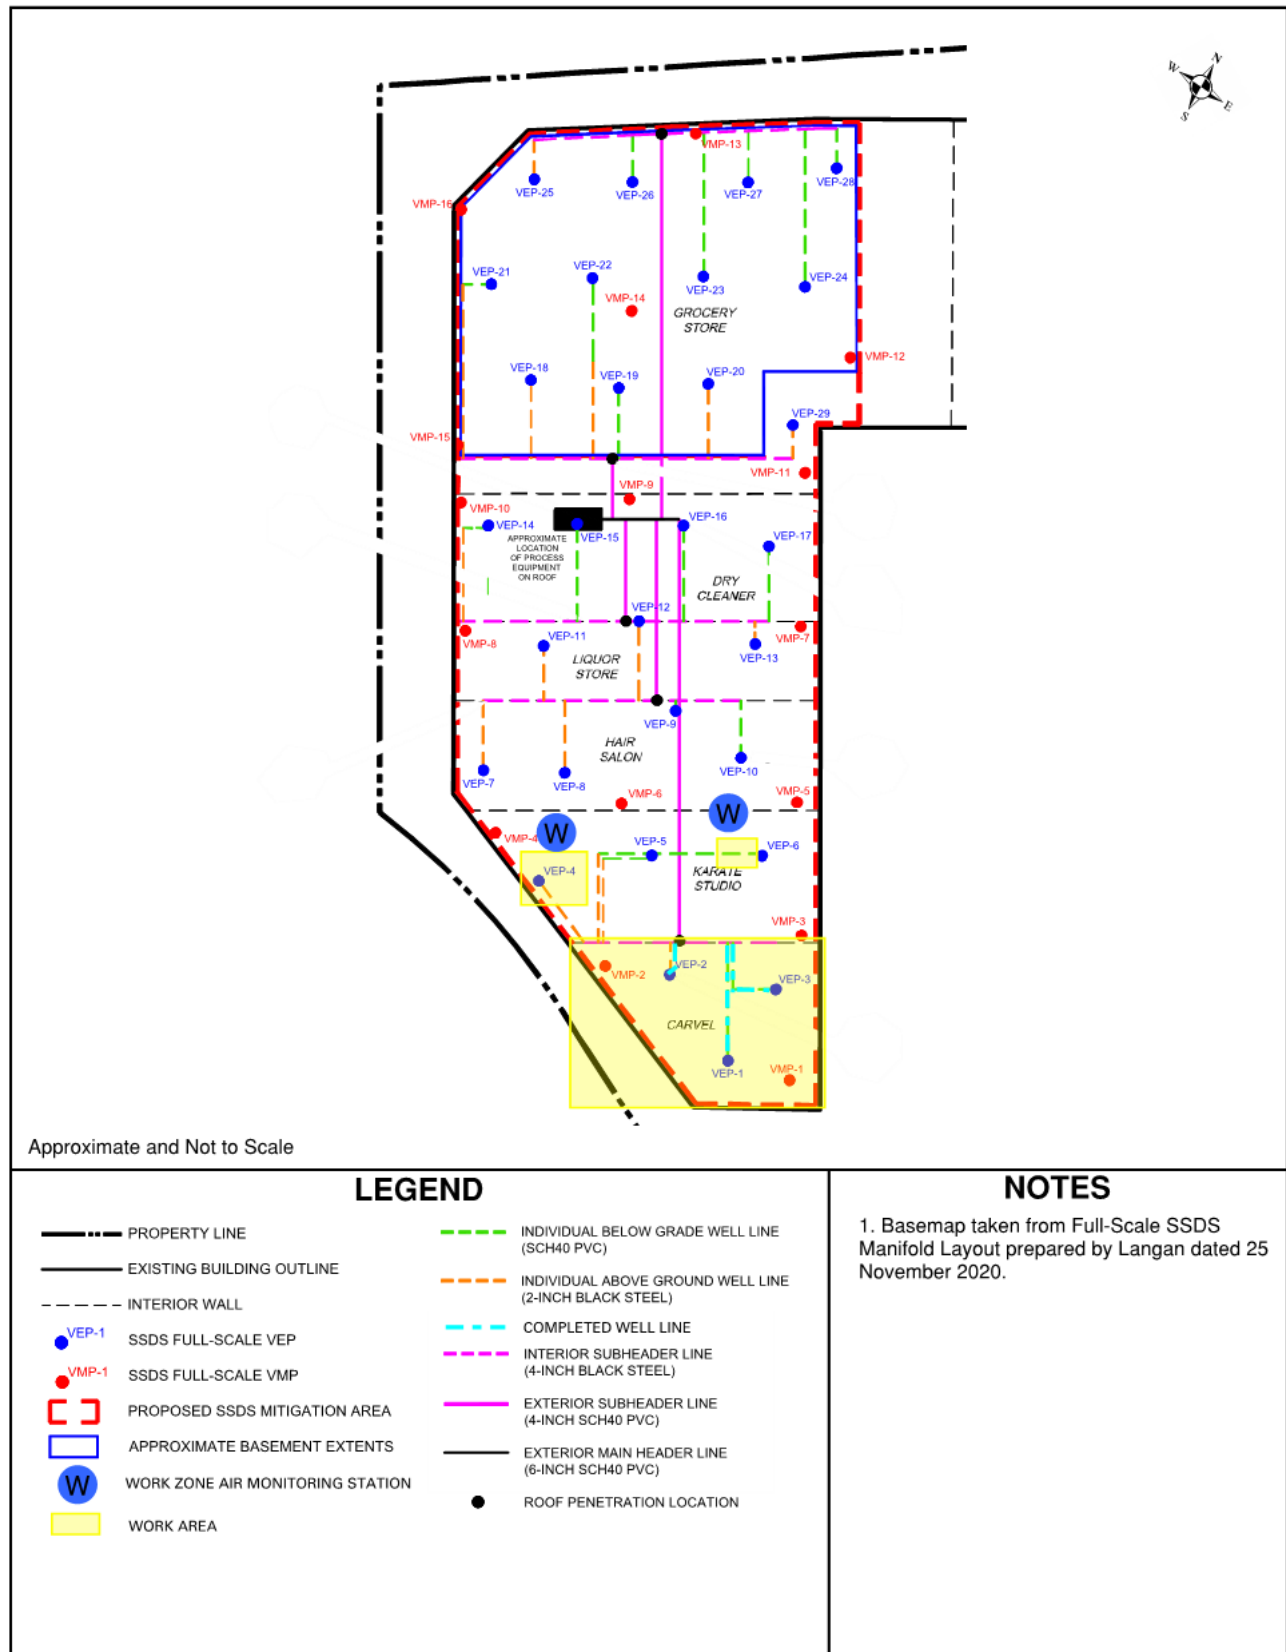 N
W
E
S
VMP-13
VEP-25
VEP-26
VEP-27
VEP-28
VMP-16
VEP-21
VEP-22
VEP-23
VEP-24
VMP-14
GROCERY
STORE
VMP-12
VEP-18
VEP-19
VEP-20
VEP-29
VMP-15
VMP-11
VMP-9
VMP-10
VEP-14
VEP-15
VEP-16
VEP-17
APPROXIMATE
LOCATION
OF PROCESS
EQUIPMENT
ON ROOF
DRY
CLEANER
VEP-12
VMP-8
VEP-11
VMP-7
VEP-13
LIQUOR
STORE
VEP-9
HAIR
SALON
VEP-7
VEP-8
VEP-10
VMP-6
VMP-5
W
W
VMP-4
VEP-5
VEP-6
VEP-4
KARATE
STUDIO
VMP-3
VMP-2
VEP-2
VEP-3
CARVEL
VEP-1
VMP-1
Approximate and Not to Scale
LEGEND
PROPERTY LINE
EXISTING BUILDING OUTLINE
INTERIOR WALL
VEP-1 SSDS FULL-SCALE VEP
VMP-1 SSDS FULL-SCALE VMP
PROPOSED SSDS MITIGATION AREA
APPROXIMATE BASEMENT EXTENTS
W WORK ZONE AIR MONITORING STATION
WORK AREA
INDIVIDUAL BELOW GRADE WELL LINE
(SCH40 PVC)
INDIVIDUAL ABOVE GROUND WELL LINE
(2-INCH BLACK STEEL)
COMPLETED WELL LINE
INTERIOR SUBHEADER LINE
(4-INCH BLACK STEEL)
EXTERIOR SUBHEADER LINE
(4-INCH SCH40 PVC)
EXTERIOR MAIN HEADER LINE
(6-INCH SCH40 PVC)
ROOF PENETRATION LOCATION
NOTES
1. Basemap taken from Full-Scale SSDS
Manifold Layout prepared by Langan dated 25
November 2020.